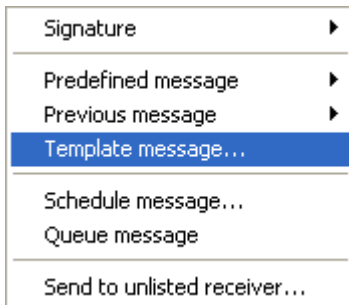 Signature
Predefined message
Previous message
Template message...
Schedule message...
Queue message
Send to unlisted receiver...